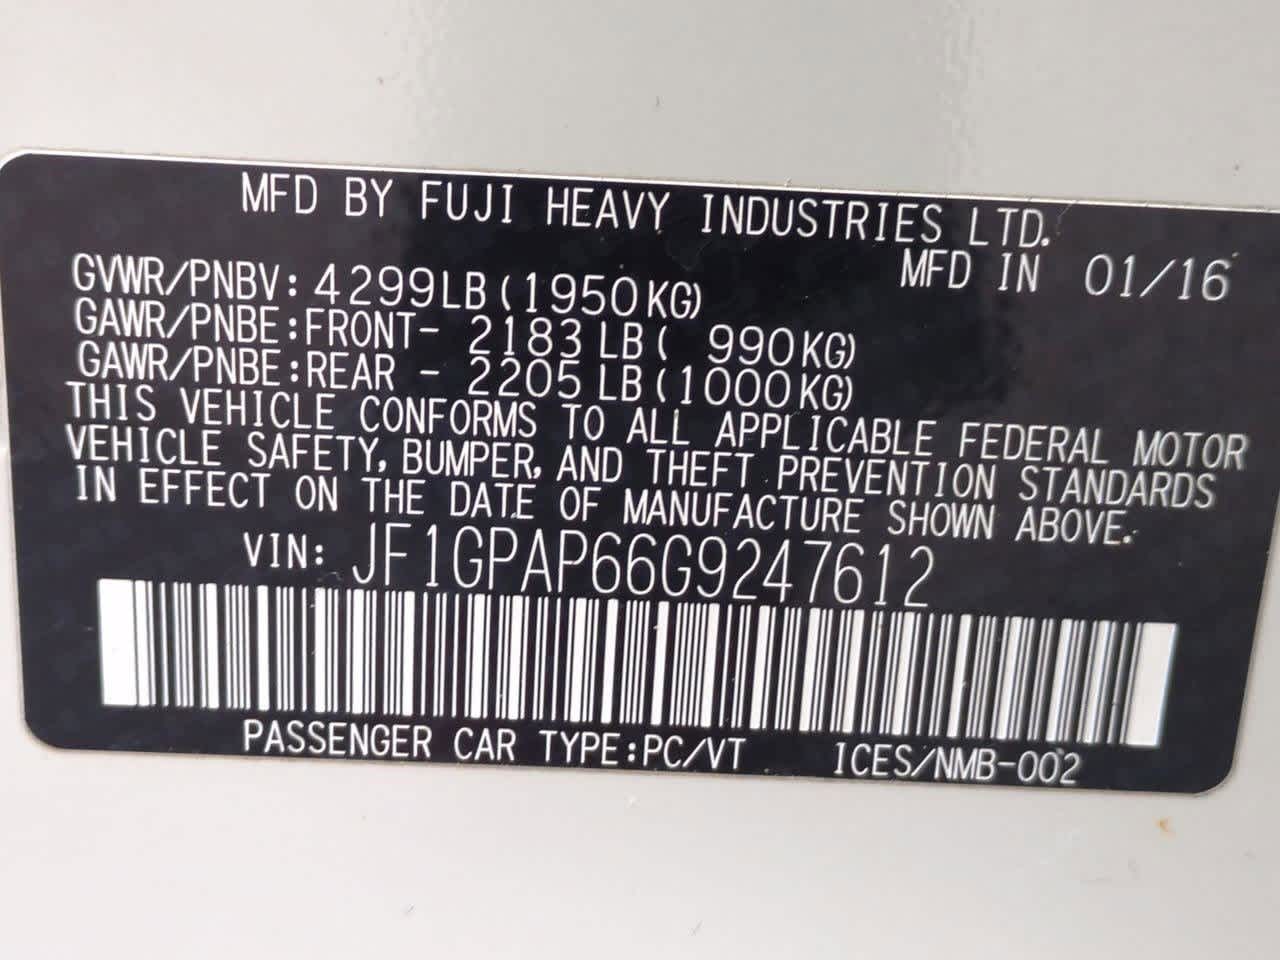 MFD BY FUJI HEAVY INDUSTRIES LTD.
MFD IN 01/16
GVWR/PNBV: 4299LB (1950KG)
GAWR/PNBE:FRONT- 2183 LB ( 990KG)
GAWR/PNBE:REAR - 2205 LB (1000KG)
THIS VEHICLE CONFORMS TO ALL APPLICABLE FEDERAL MOTOR
VEHICLE SAFETY, BUMPER, AND THEFT PREVENTION STANDARDS
IN EFFECT ON THE DATE OF MANUFACTURE SHOWN ABOVE.
VIN: JF1GPAP66G9247612
PASSENGER CAR TYPE:PC/VT ICES/NMB-002